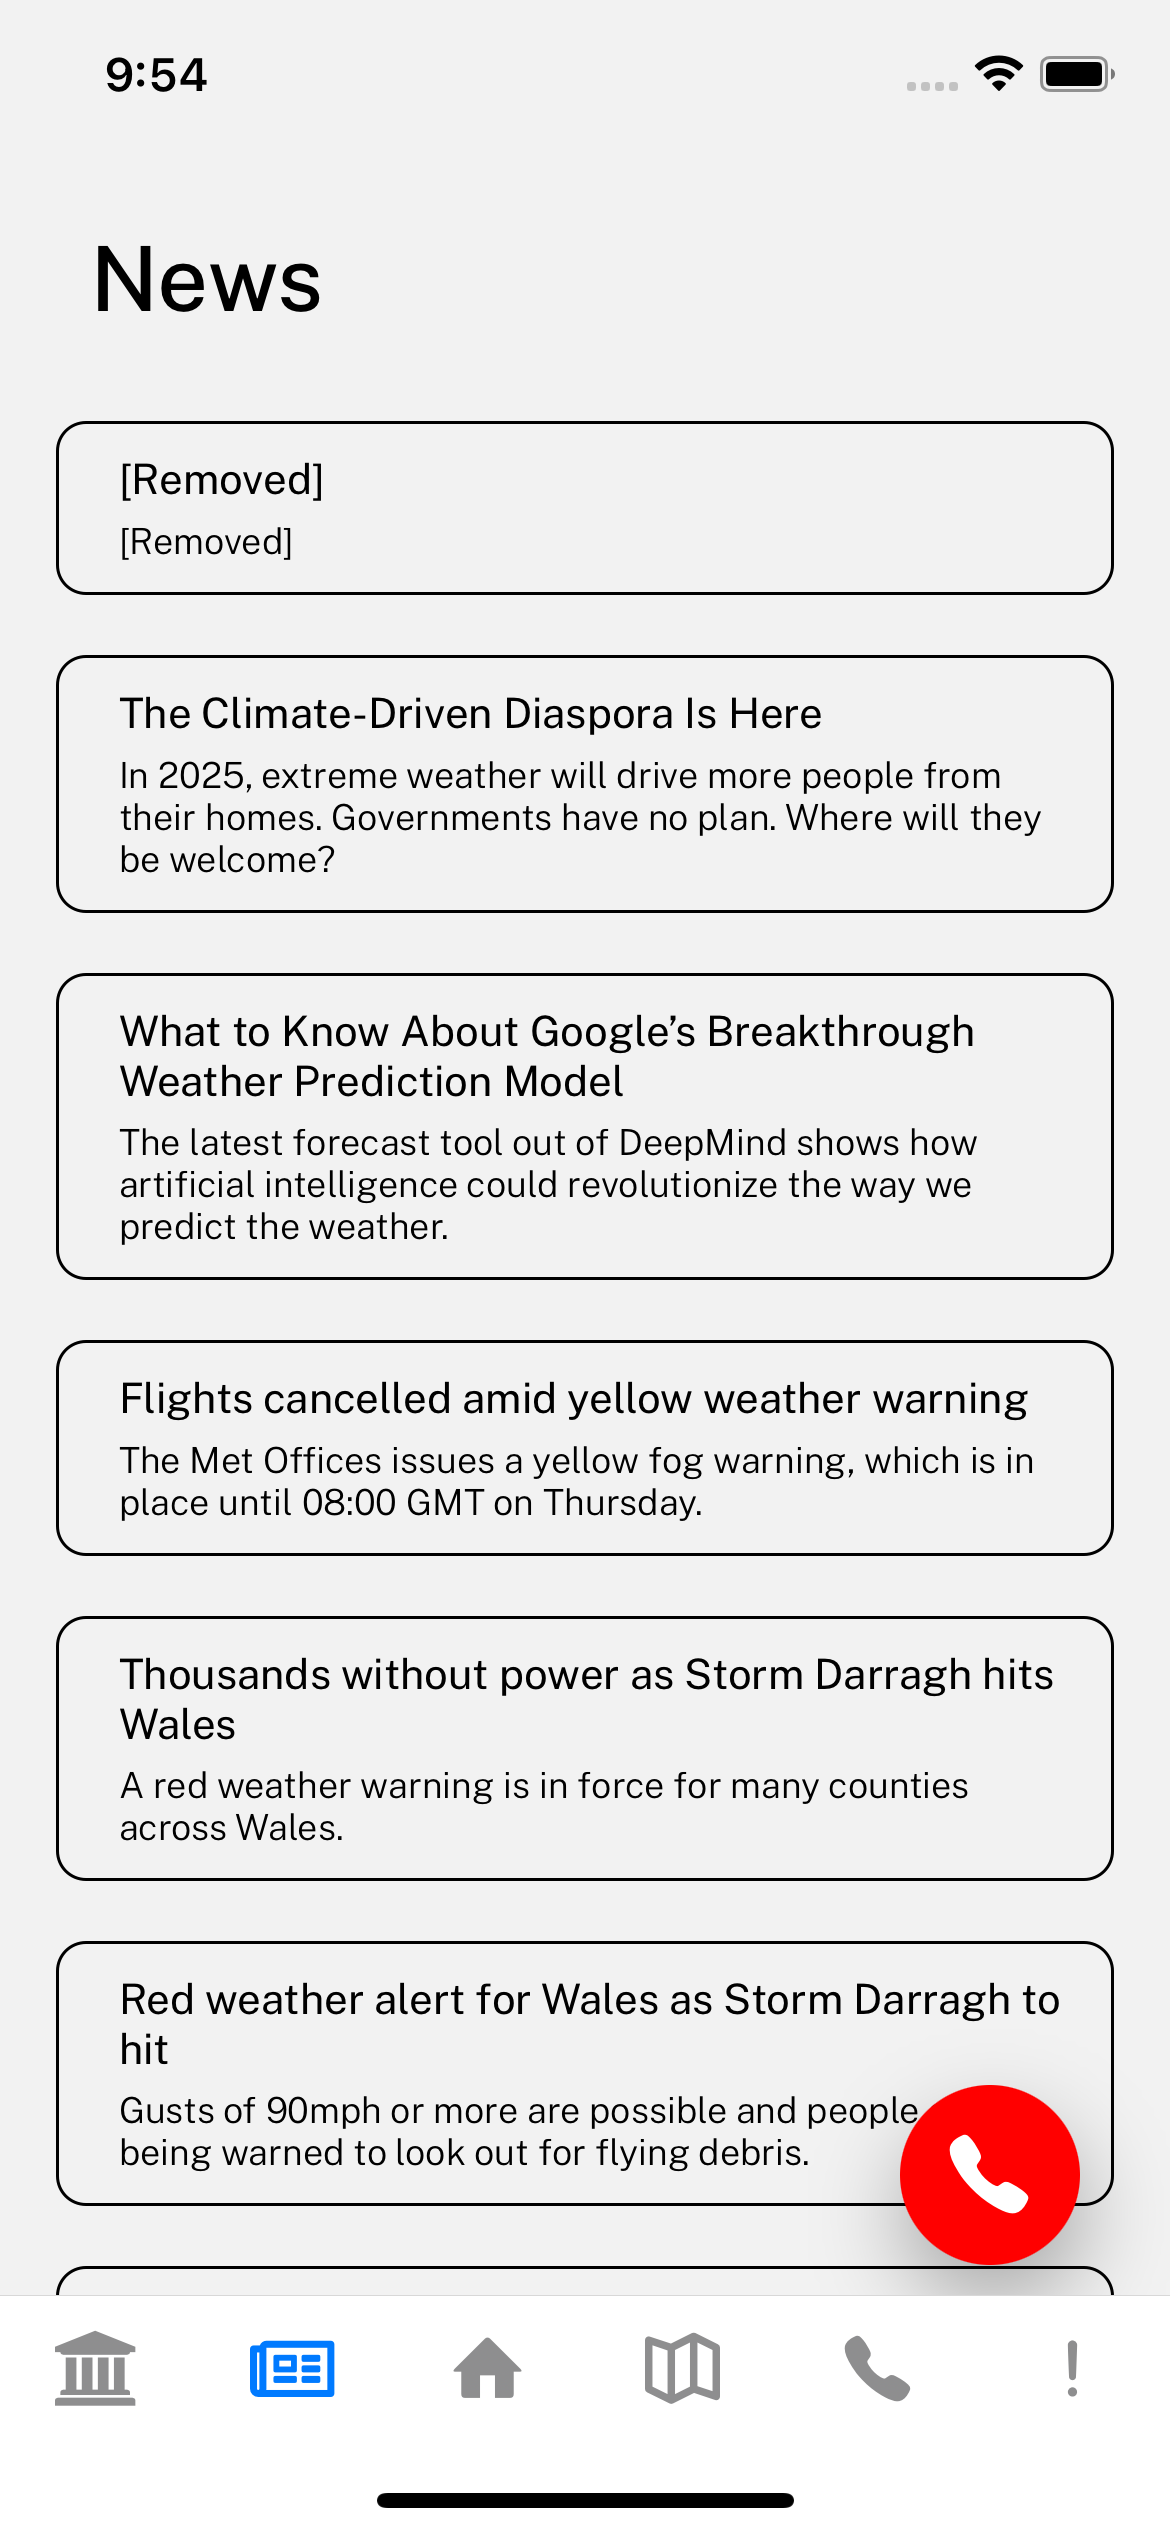 9:54
News
[Removed]
[Removed]
The Climate-Driven Diaspora Is Here
In 2025, extreme weather will drive more people from
their homes. Governments have no plan. Where will they
be welcome?
What to Know About Google’s Breakthrough
Weather Prediction Model
The latest forecast tool out of DeepMind shows how
artificial intelligence could revolutionize the way we
predict the weather.
Flights cancelled amid yellow weather warning
The Met Offices issues a yellow fog warning, which is in
place until 08:00 GMT on Thursday.
Thousands without power as Storm Darragh hits
Wales
A red weather warning is in force for many counties
across Wales.
Red weather alert for Wales as Storm Darragh to
hit
Gusts of 90mph or more are possible and people
being warned to look out for flying debris.